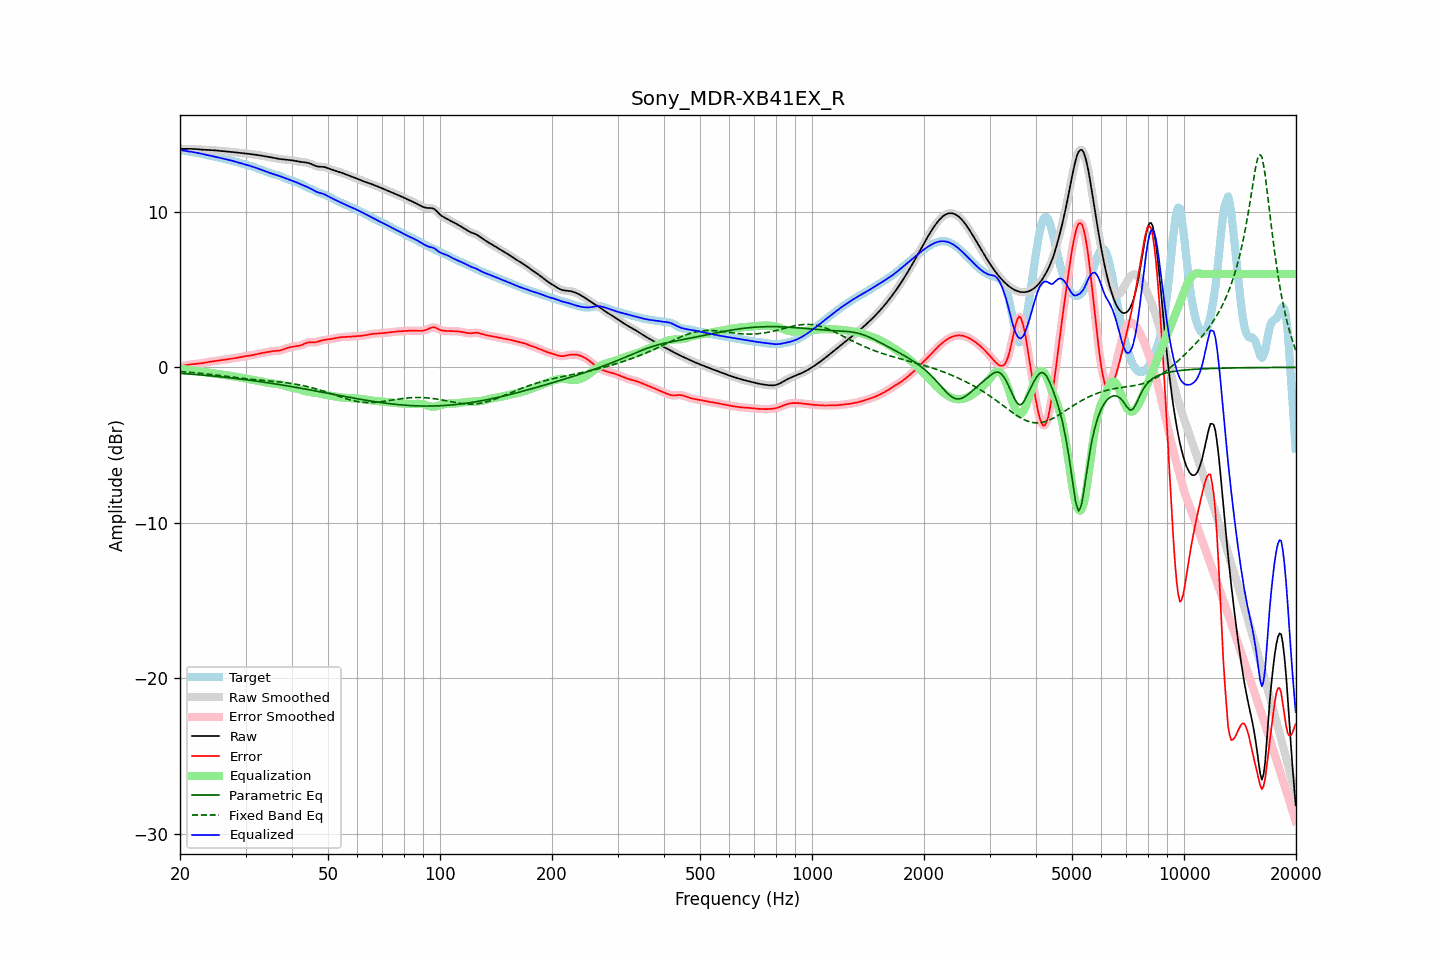 Sony_MDR-XB41EX_R
Amplitude (dBr)
10
0
−10
−20
−30
Target
Raw Smoothed
Error Smoothed
Raw
Error
Equalization
Parametric Eq
Fixed Band Eq
Equalized
20 50 100 200 500 1000 2000 5000 10000 20000
Frequency (Hz)